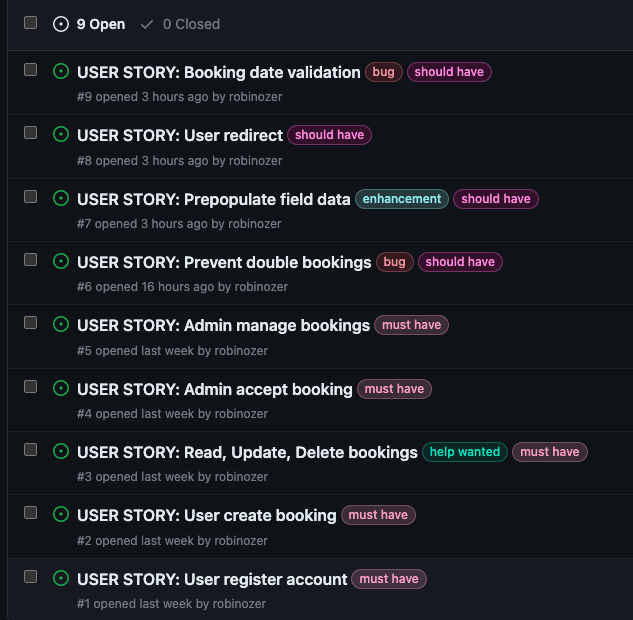 9 Open 0 Closed
USER STORY: Booking date validation bug should have
#9 opened 3 hours ago by robinozer
USER STORY: User redirect should have
#8 opened 3 hours ago by robinozer
USER STORY: Prepopulate field data enhancement should have
#7 opened 3 hours ago by robinozer
USER STORY: Prevent double bookings bug should have
#6 opened 16 hours ago by robinozer
USER STORY: Admin manage bookings must have
#5 opened last week by robinozer
USER STORY: Admin accept booking must have
#4 opened last week by robinozer
USER STORY: Read, Update, Delete bookings help wanted must have
#3 opened last week by robinozer
USER STORY: User create booking must have
#2 opened last week by robinozer
USER STORY: User register account must have
#1 opened last week by robinozer